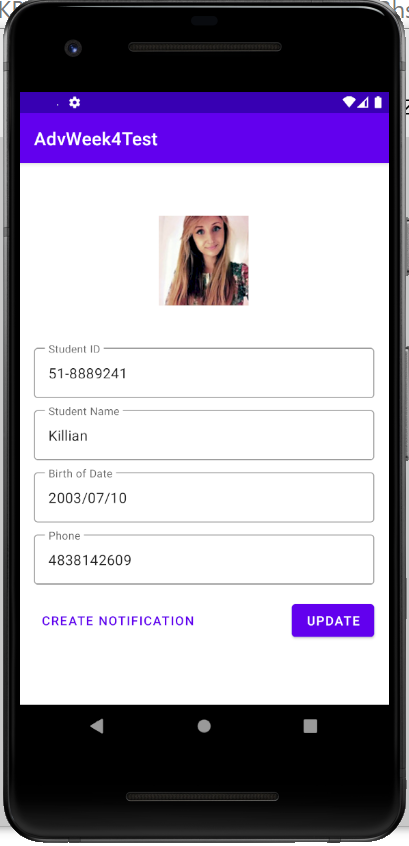 AdvWeek4Test
Student ID
51-8889241
Student Name
Killian
Birth of Date
2003/07/10
Phone
4838142609
CREATE NOTIFICATION
UPDATE